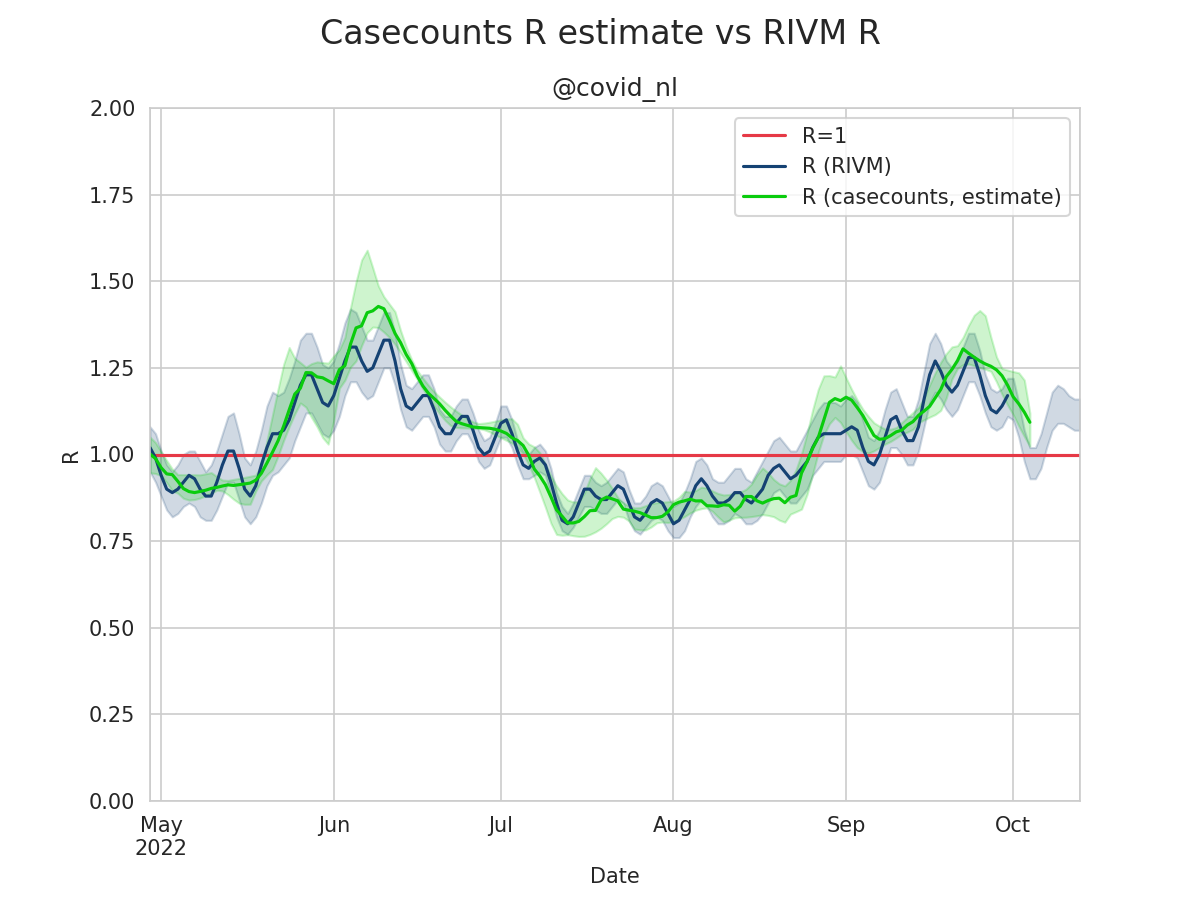 Casecounts R estimate vs RIVM R
@covid_nl
R=1
R (RIVM)
R (casecounts, estimate)
2.00
1.75
1.50
1.25
1.00
0.75
0.50
0.25
0.00
R
May Jun Jul Aug Sep Oct
2022
Date